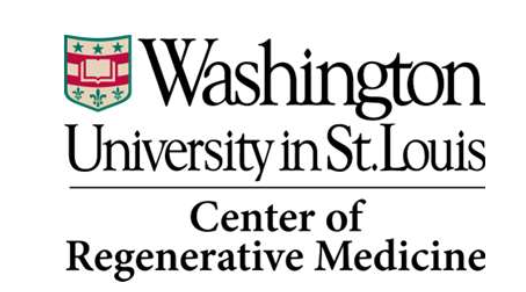 Washington
University in St. Louis
Center of
Regenerative Medicine